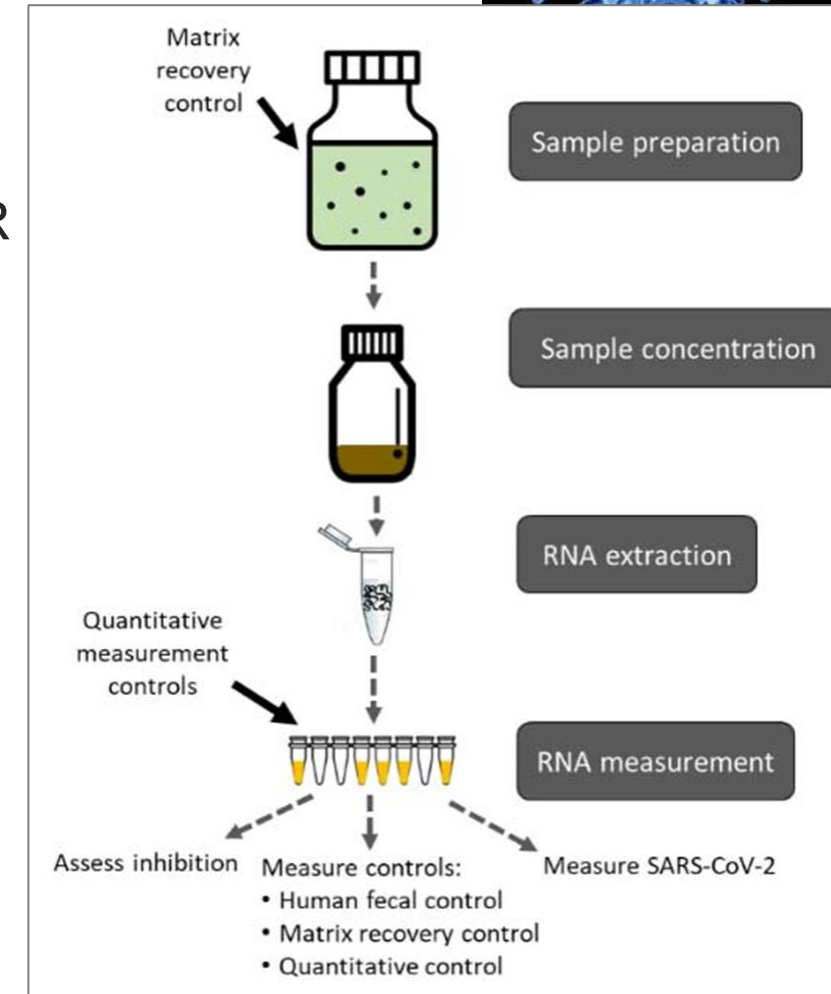 Matrix
recovery
control
Sample preparation
R
Sample concentration
RNA extraction
Quantitative
measurement
controls
RNA measurement
Assess inhibition
Measure controls:
• Human fecal control
• Matrix recovery control
• Quantitative control
Measure SARS-CoV-2